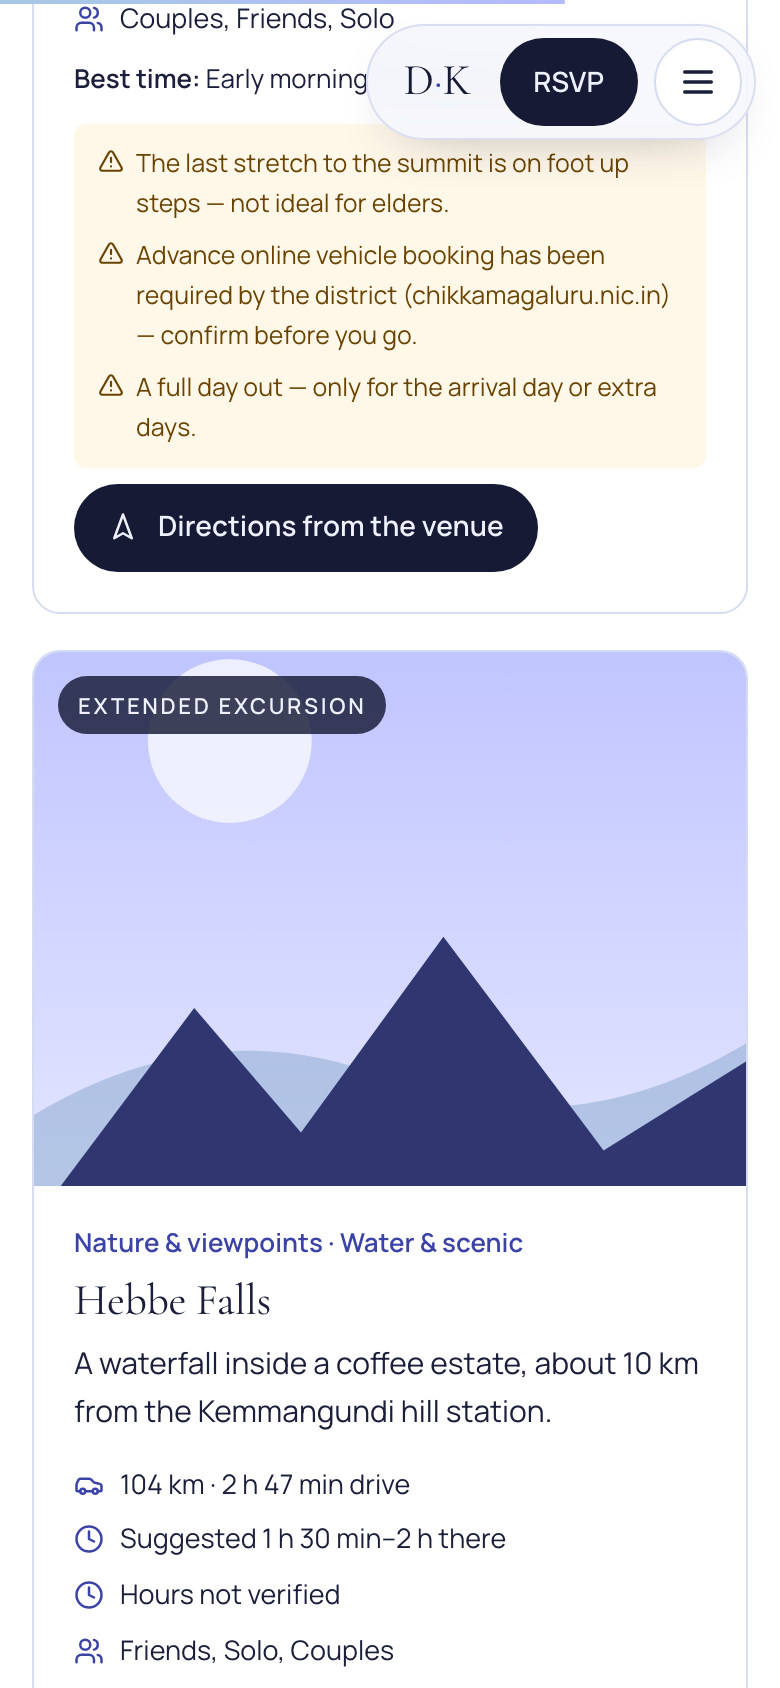 Couples, Friends, Solo
Best time: Early morning
D·K
RSVP
The last stretch to the summit is on foot up
steps — not ideal for elders.
Advance online vehicle booking has been
required by the district (chikkamagaluru.nic.in)
— confirm before you go.
A full day out — only for the arrival day or extra
days.
Directions from the venue
EXTENDED EXCURSION
Nature & viewpoints · Water & scenic
Hebbe Falls
A waterfall inside a coffee estate, about 10 km
from the Kemmangundi hill station.
104 km · 2 h 47 min drive
Suggested 1 h 30 min–2 h there
Hours not verified
Friends, Solo, Couples